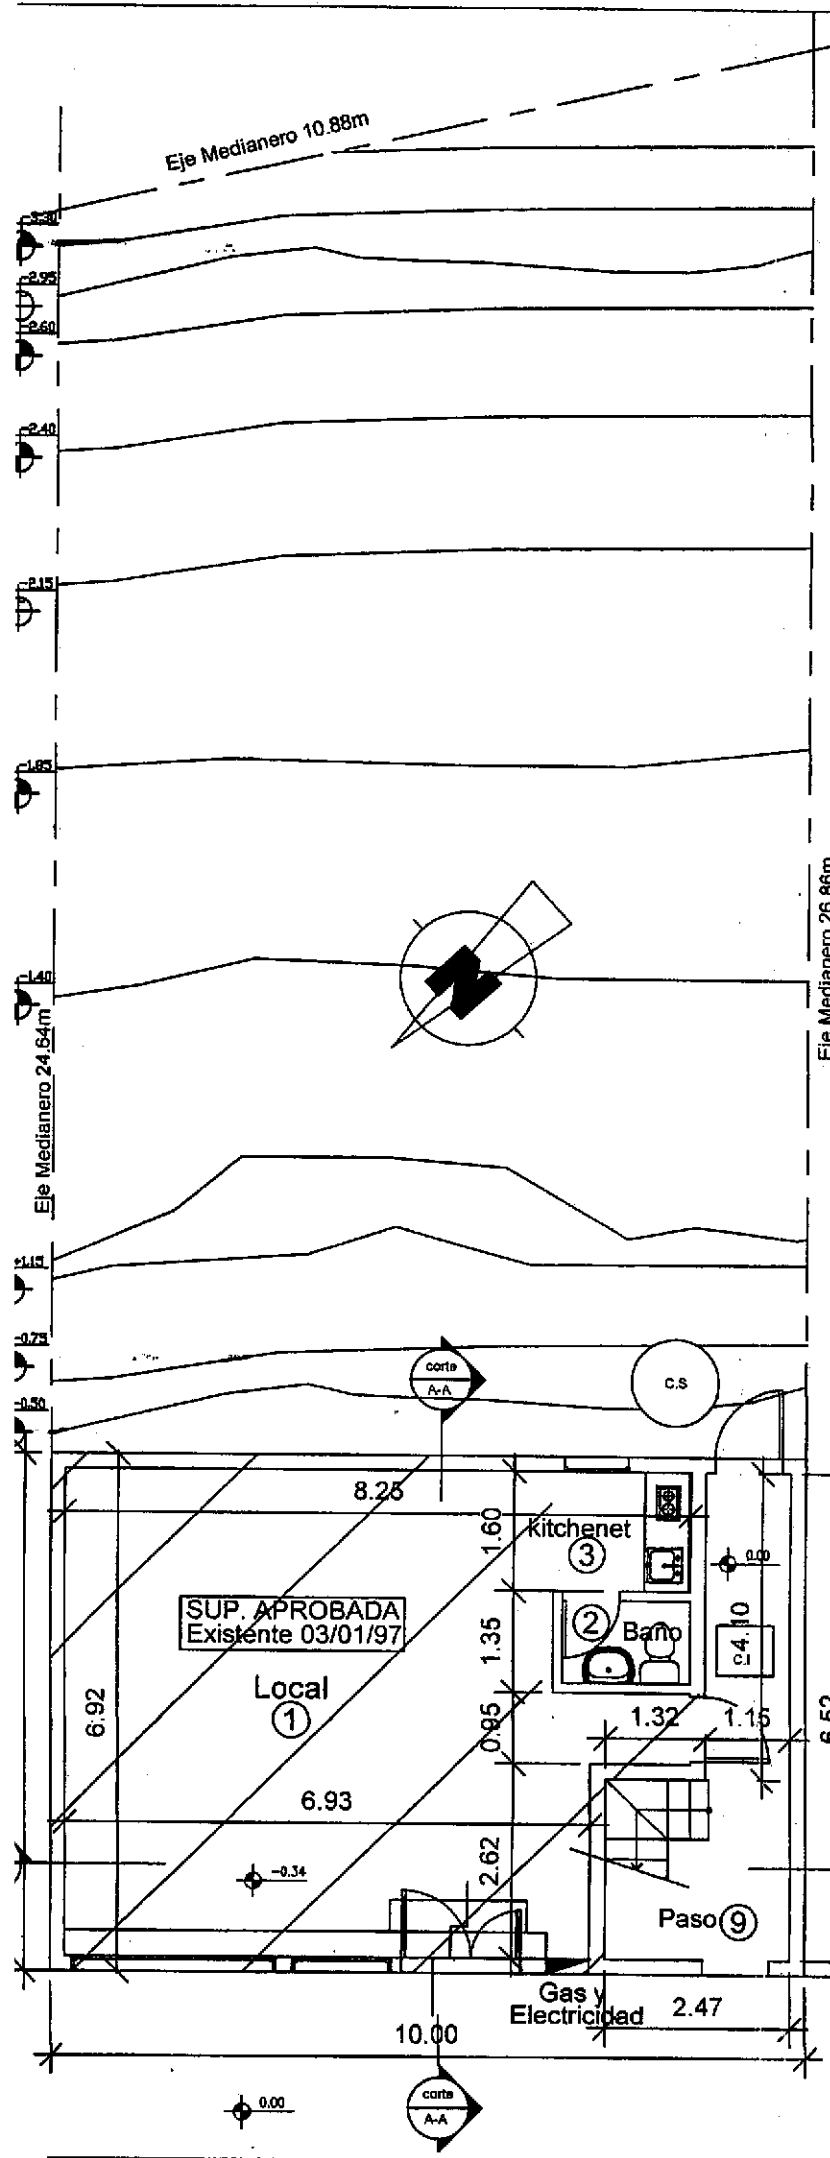 Eje Medianero 10.88m
-3.30
-2.95
-2.60
-2.40
-2.15
-1.85
-1.40
Eje Medianero 24.64m
Eje Medianero 26.86m
N
+1.15
-0.75
-0.50
corte
A-A
c.s
8.25
1.60
Kitchenet
3
0.00
SUP. APROBADA
Existente 03/01/97
2
Baño
4.10
C.I
1.35
Local
1
6.92
0.95
1.32
1.15
6.52
6.93
2.62
-0.34
Paso 9
Gas y
Electricidad
2.47
10.00
0.00
corte
A-A